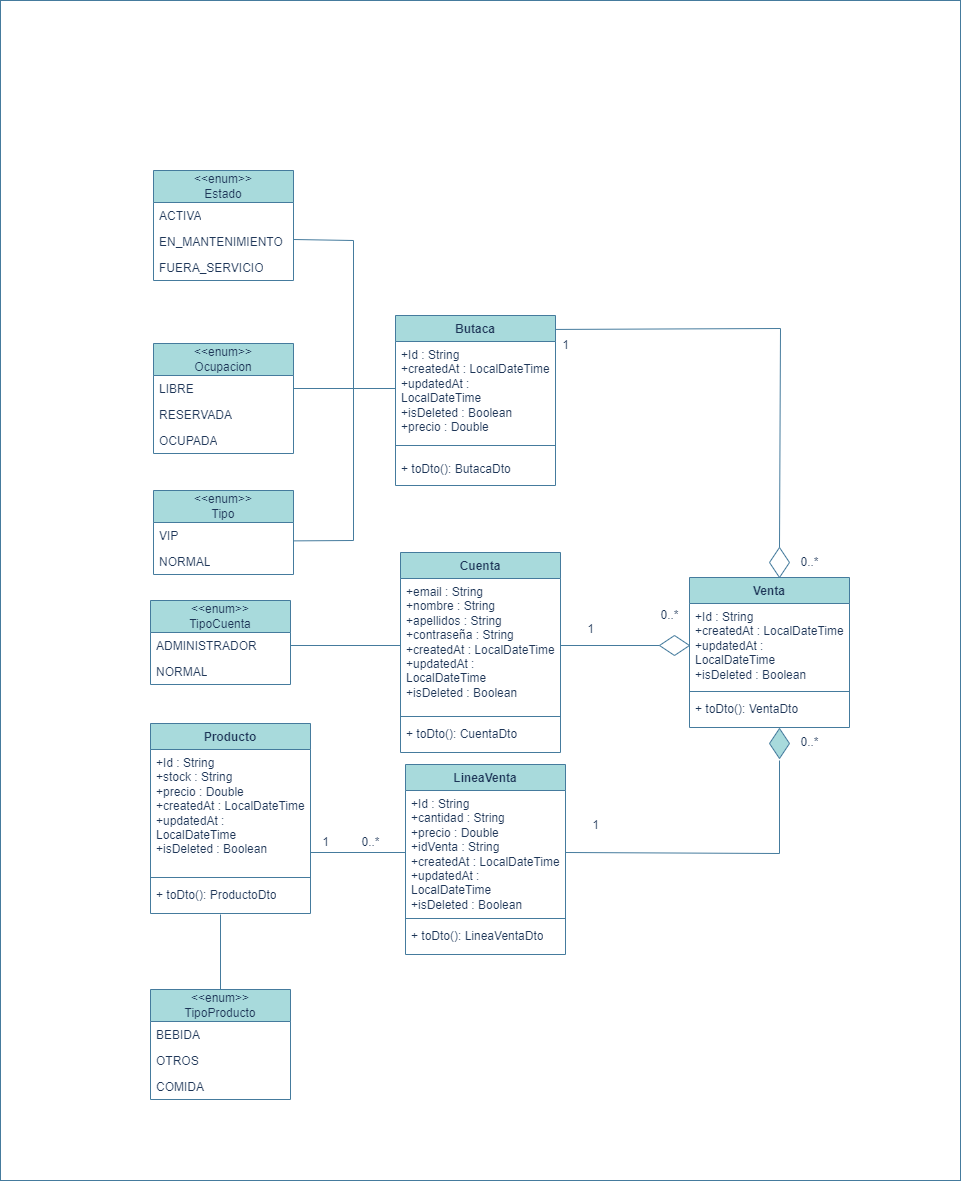 <<enum>>
Estado
ACTIVA
EN_MANTENIMIENTO
FUERA_SERVICIO
<<enum>>
Ocupacion
LIBRE
RESERVADA
OCUPADA
<<enum>>
Tipo
VIP
NORMAL
Butaca
+Id : String
+createdAt : LocalDateTime
+updatedAt :
LocalDateTime
+isDeleted : Boolean
+precio : Double
+ toDto(): ButacaDto
1
0..*
<<enum>>
TipoCuenta
ADMINISTRADOR
NORMAL
Cuenta
+email : String
+nombre : String
+apellidos : String
+contraseña : String
+createdAt : LocalDateTime
+updatedAt :
LocalDateTime
+isDeleted : Boolean
+ toDto(): CuentaDto
1
0..*
Venta
+Id : String
+createdAt : LocalDateTime
+updatedAt :
LocalDateTime
+isDeleted : Boolean
+ toDto(): VentaDto
0..*
Producto
+Id : String
+stock : String
+precio : Double
+createdAt : LocalDateTime
+updatedAt :
LocalDateTime
+isDeleted : Boolean
+ toDto(): ProductoDto
1
0..*
LineaVenta
+Id : String
+cantidad : String
+precio : Double
+idVenta : String
+createdAt : LocalDateTime
+updatedAt :
LocalDateTime
+isDeleted : Boolean
+ toDto(): LineaVentaDto
1
<<enum>>
TipoProducto
BEBIDA
OTROS
COMIDA